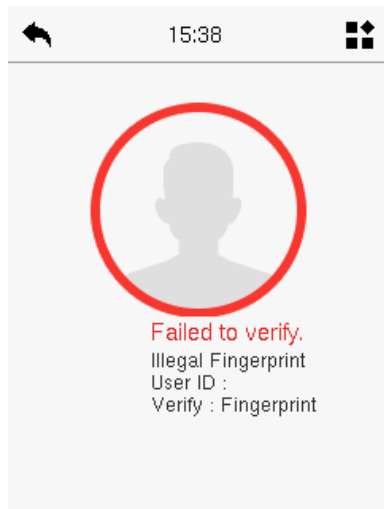 15:38
Failed to verify.
Illegal Fingerprint
User ID :
Verify : Fingerprint